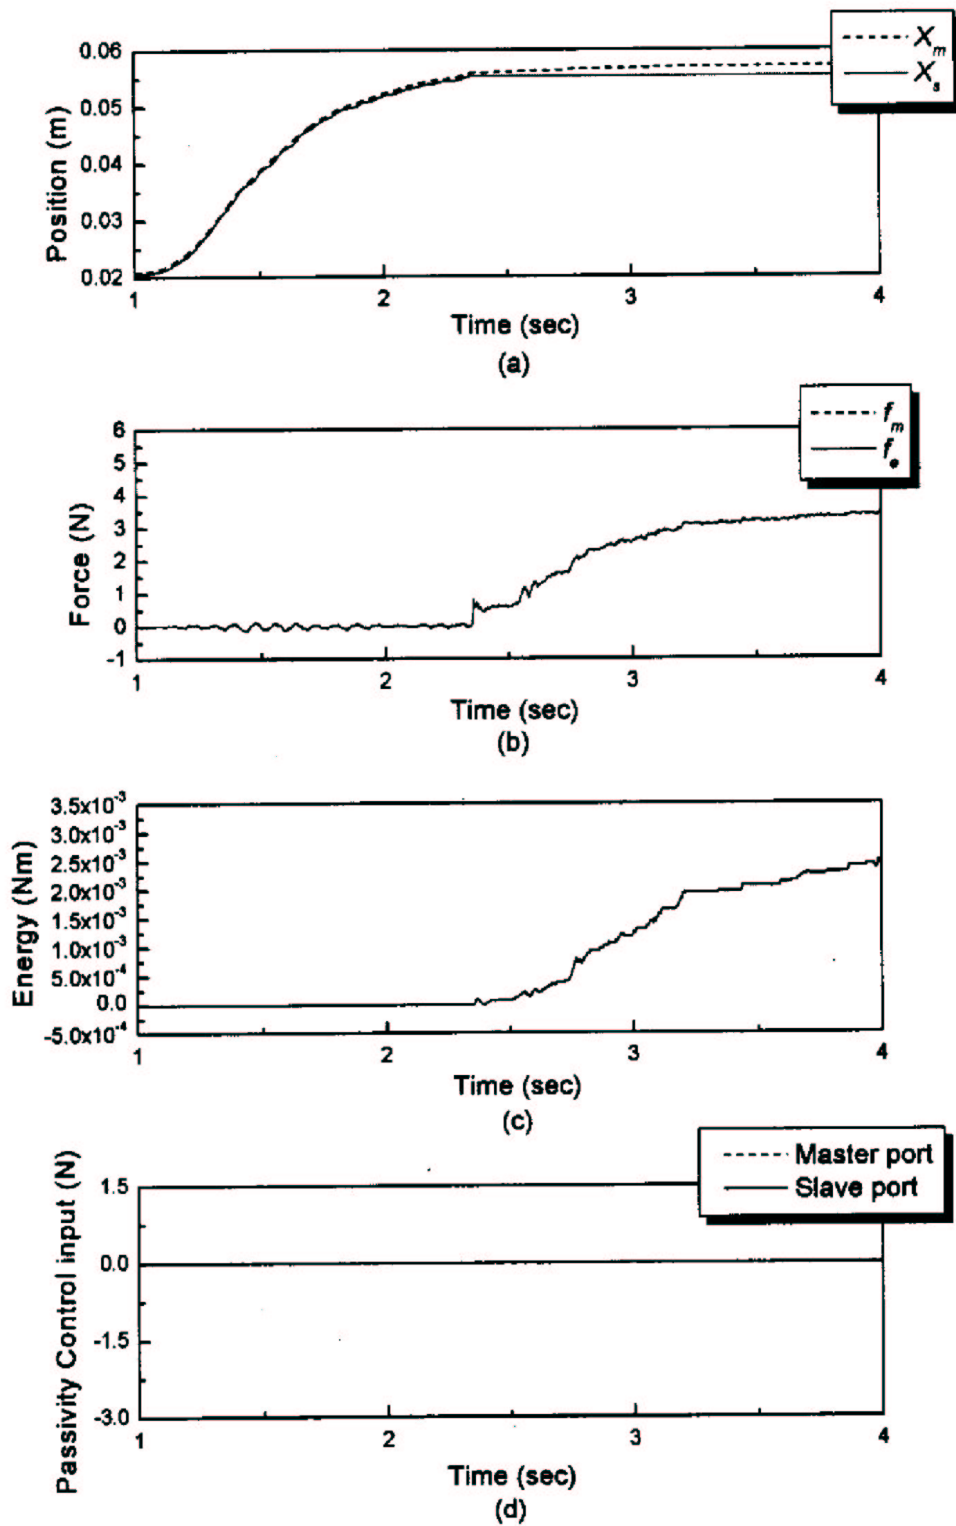 X_m
X_s
0.06
0.05
0.04
0.03
0.02
Position (m)
1 2 3 4
Time (sec)
(a)
f_m
f_e
6
5
4
3
2
1
0
-1
Force (N)
1 2 3 4
Time (sec)
(b)
3.5x10^-3
3.0x10^-3
2.5x10^-3
2.0x10^-3
1.5x10^-3
1.0x10^-3
5.0x10^-4
0.0
-5.0x10^-4
Energy (Nm)
1 2 3 4
Time (sec)
(c)
Master port
Slave port
1.5
0.0
-1.5
-3.0
Passivity Control input (N)
1 2 3 4
Time (sec)
(d)